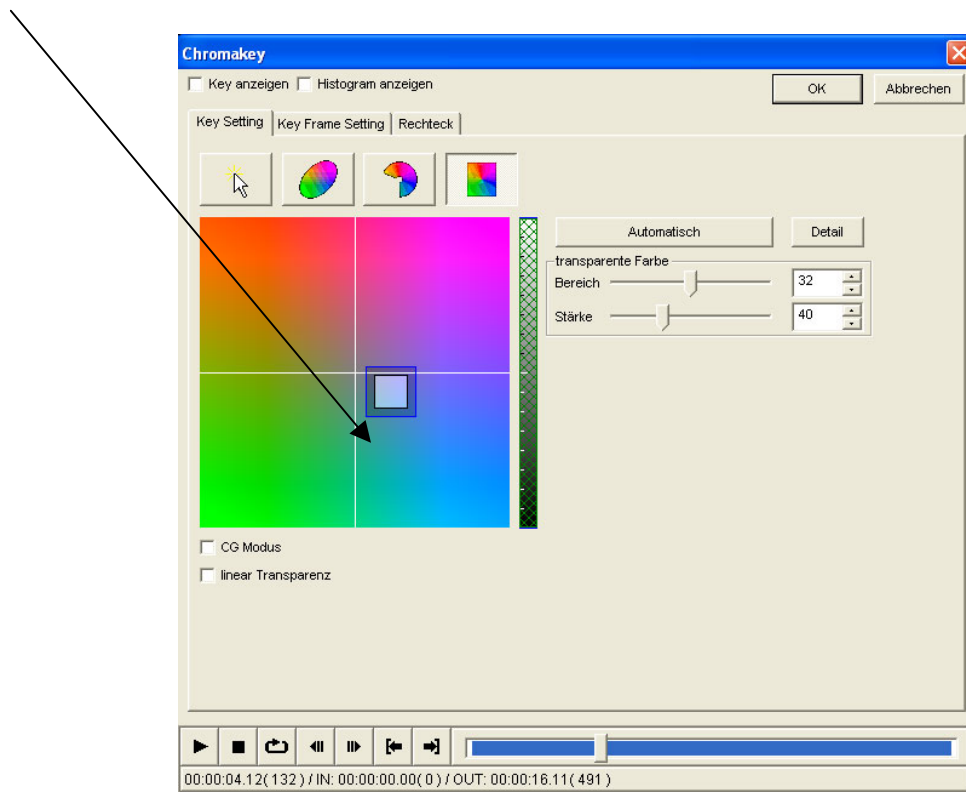 Chromakey
Key anzeigen Histogram anzeigen
OK Abbrechen
Key Setting Key Frame Setting Rechteck
Automatisch Detail
transparente Farbe
Bereich 32
Stärke 40
CG Modus
linear Transparenz
00:00:04.12( 132 ) / IN: 00:00:00.00( 0 ) / OUT: 00:00:16.11( 491 )